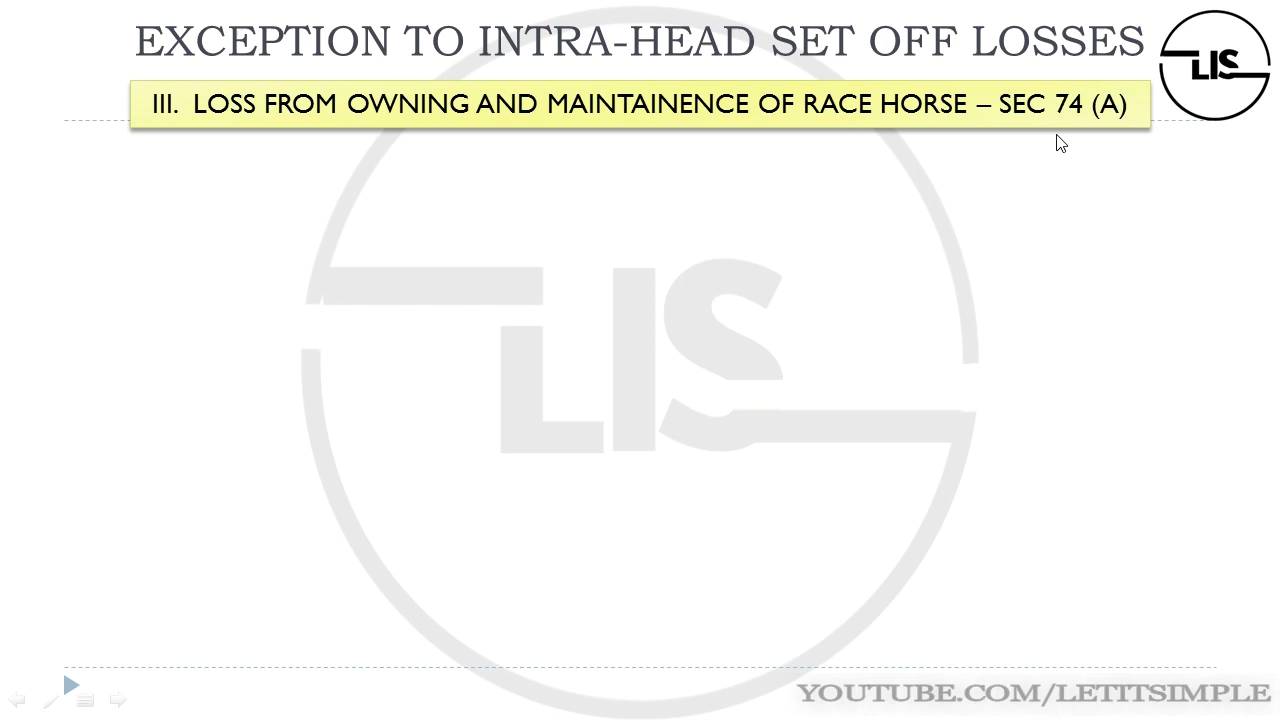 EXCEPTION TO INTRA-HEAD SET OFF LOSSES
LIS
III. LOSS FROM OWNING AND MAINTAINENCE OF RACE HORSE – SEC 74 (A)
LIS
YOUTUBE.COM/LETITSIMPLE